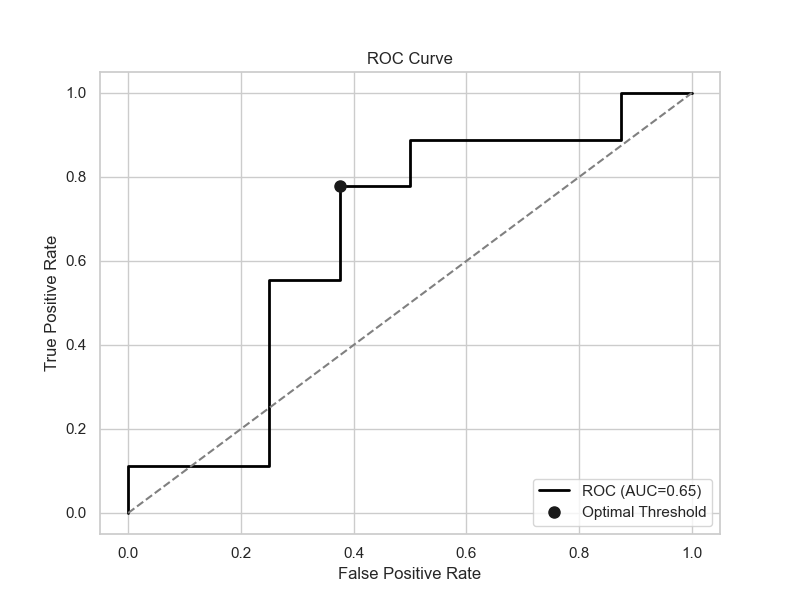 ROC Curve
1.0
0.8
0.6
0.4
0.2
0.0
True Positive Rate
0.0 0.2 0.4 0.6 0.8 1.0
False Positive Rate
ROC (AUC=0.65)
Optimal Threshold